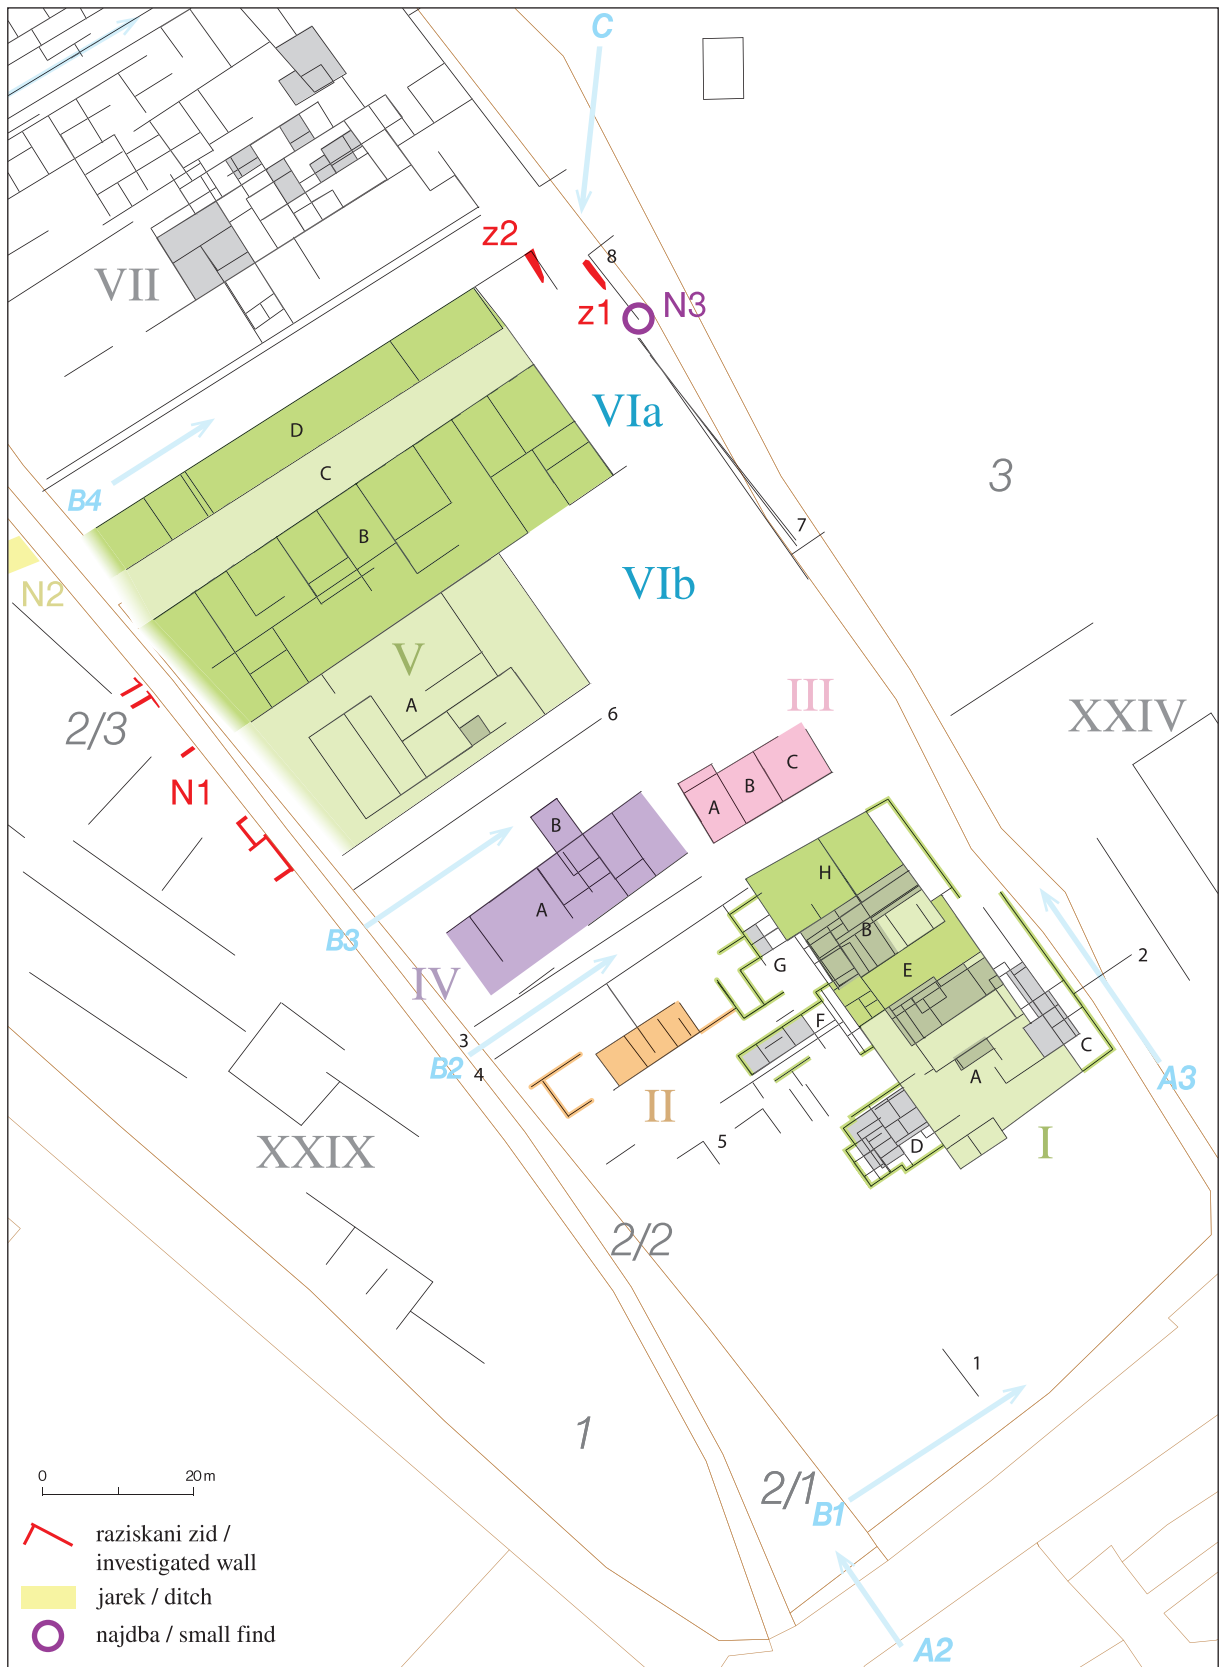 C
z2
8
VII
z1
N3
VIa
D
3
C
B4
7
B
VIb
N2
V
III
XXIV
A
6
2/3
C
B
N1
A
B
H
A
B
B3
2
G
E
IV
F
3
C
B2
4
A
A3
II
5
D
I
XXIX
2/2
1
1
0
20 m
2/1
B1
raziskani zid /
investigated wall
jarek / ditch
najdba / small find
A2